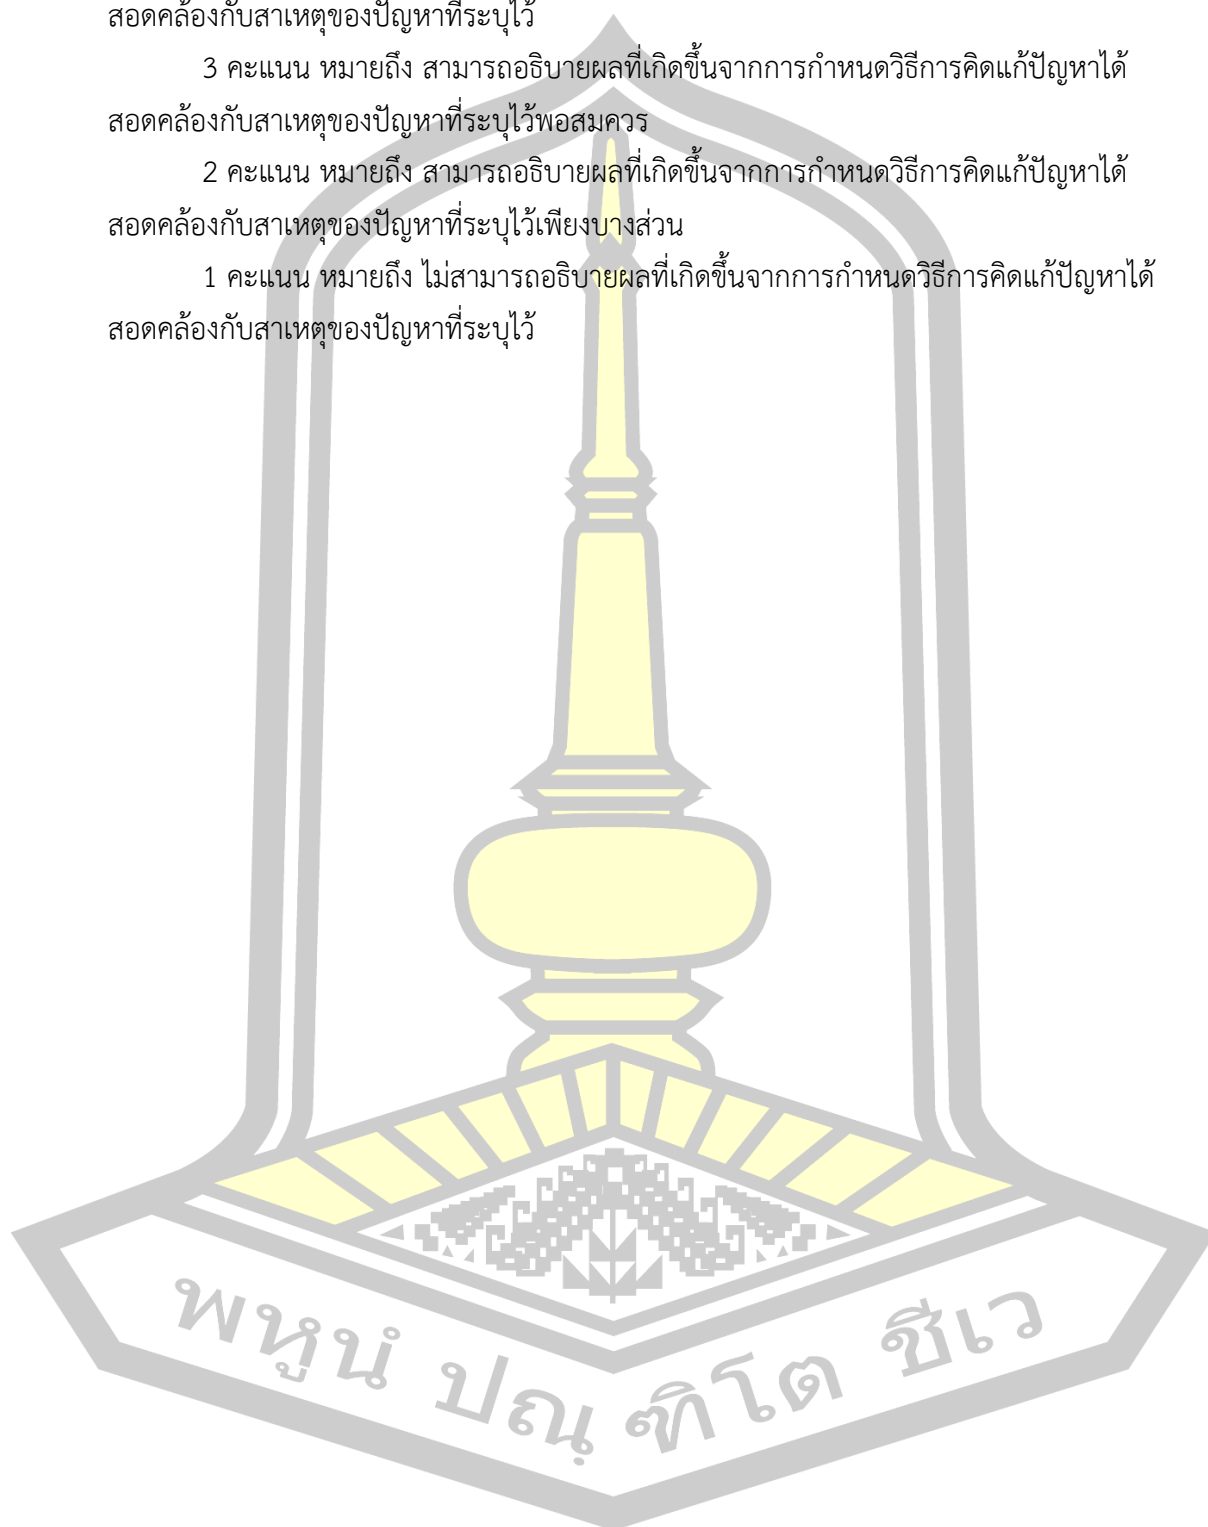 สอดคล้องกับสาเหตุของปัญหาที่ระบุไว้
3 คะแนน หมายถึง สามารถอธิบายผลที่เกิดขึ้นจากการกำหนดวิธีการคิดแก้ปัญหาได้
สอดคล้องกับสาเหตุของปัญหาที่ระบุไว้พอสมควร
2 คะแนน หมายถึง สามารถอธิบายผลที่เกิดขึ้นจากการกำหนดวิธีการคิดแก้ปัญหาได้
สอดคล้องกับสาเหตุของปัญหาที่ระบุไว้เพียงบางส่วน
1 คะแนน หมายถึง ไม่สามารถอธิบายผลที่เกิดขึ้นจากการกำหนดวิธีการคิดแก้ปัญหาได้
สอดคล้องกับสาเหตุของปัญหาที่ระบุไว้
พหูนํ ปณฺฑิโต ชีเว